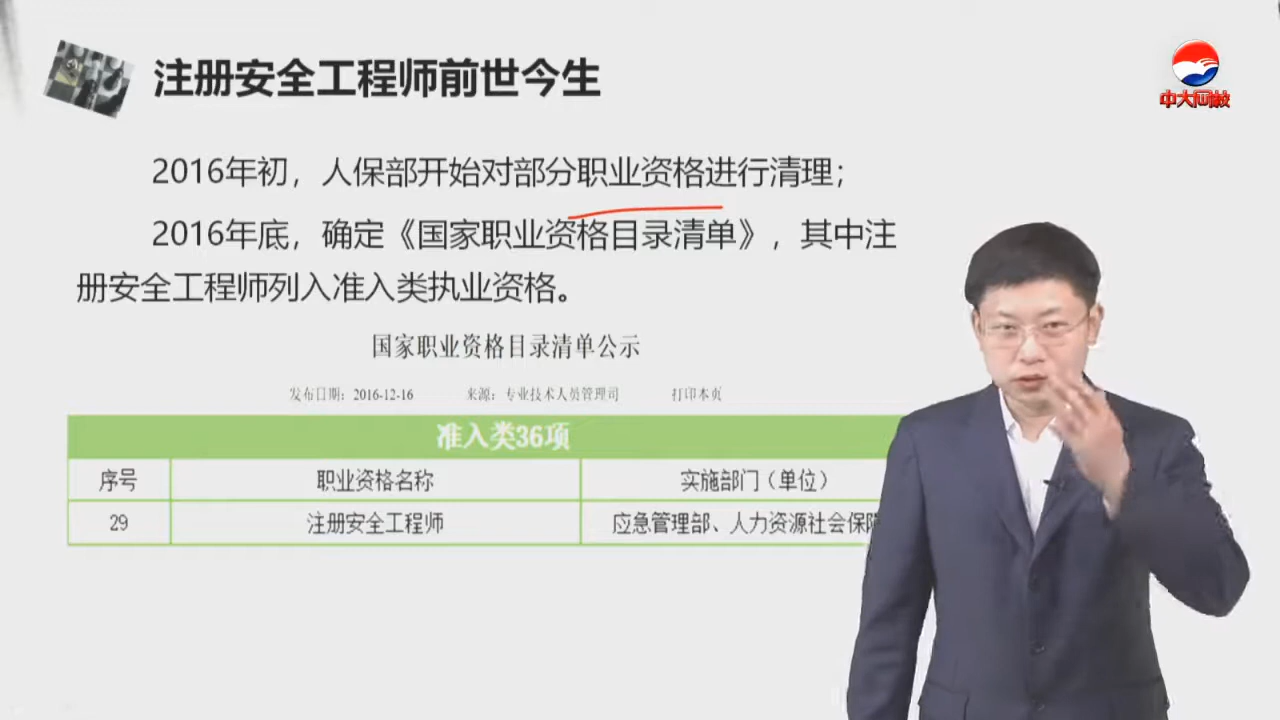 注册安全工程师前世今生
中大网校
2016年初，人保部开始对部分职业资格进行清理；
2016年底，确定《国家职业资格目录清单》，其中注
册安全工程师列入准入类执业资格。
国家职业资格目录清单公示
发布日期：2016-12-16 来源：专业技术人员管理司 打印本页
准入类36项
序号 职业资格名称 实施部门（单位）
29 注册安全工程师 应急管理部、人力资源社会保障